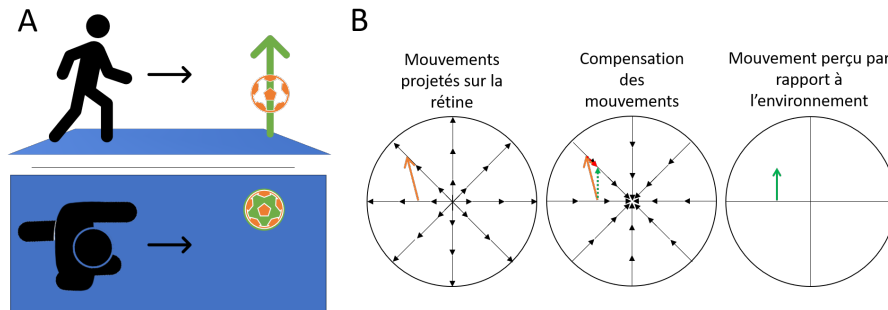 A
B
Mouvements
projetés sur la
rétine
Compensation
des
mouvements
Mouvement perçu par
rapport à
l'environnement